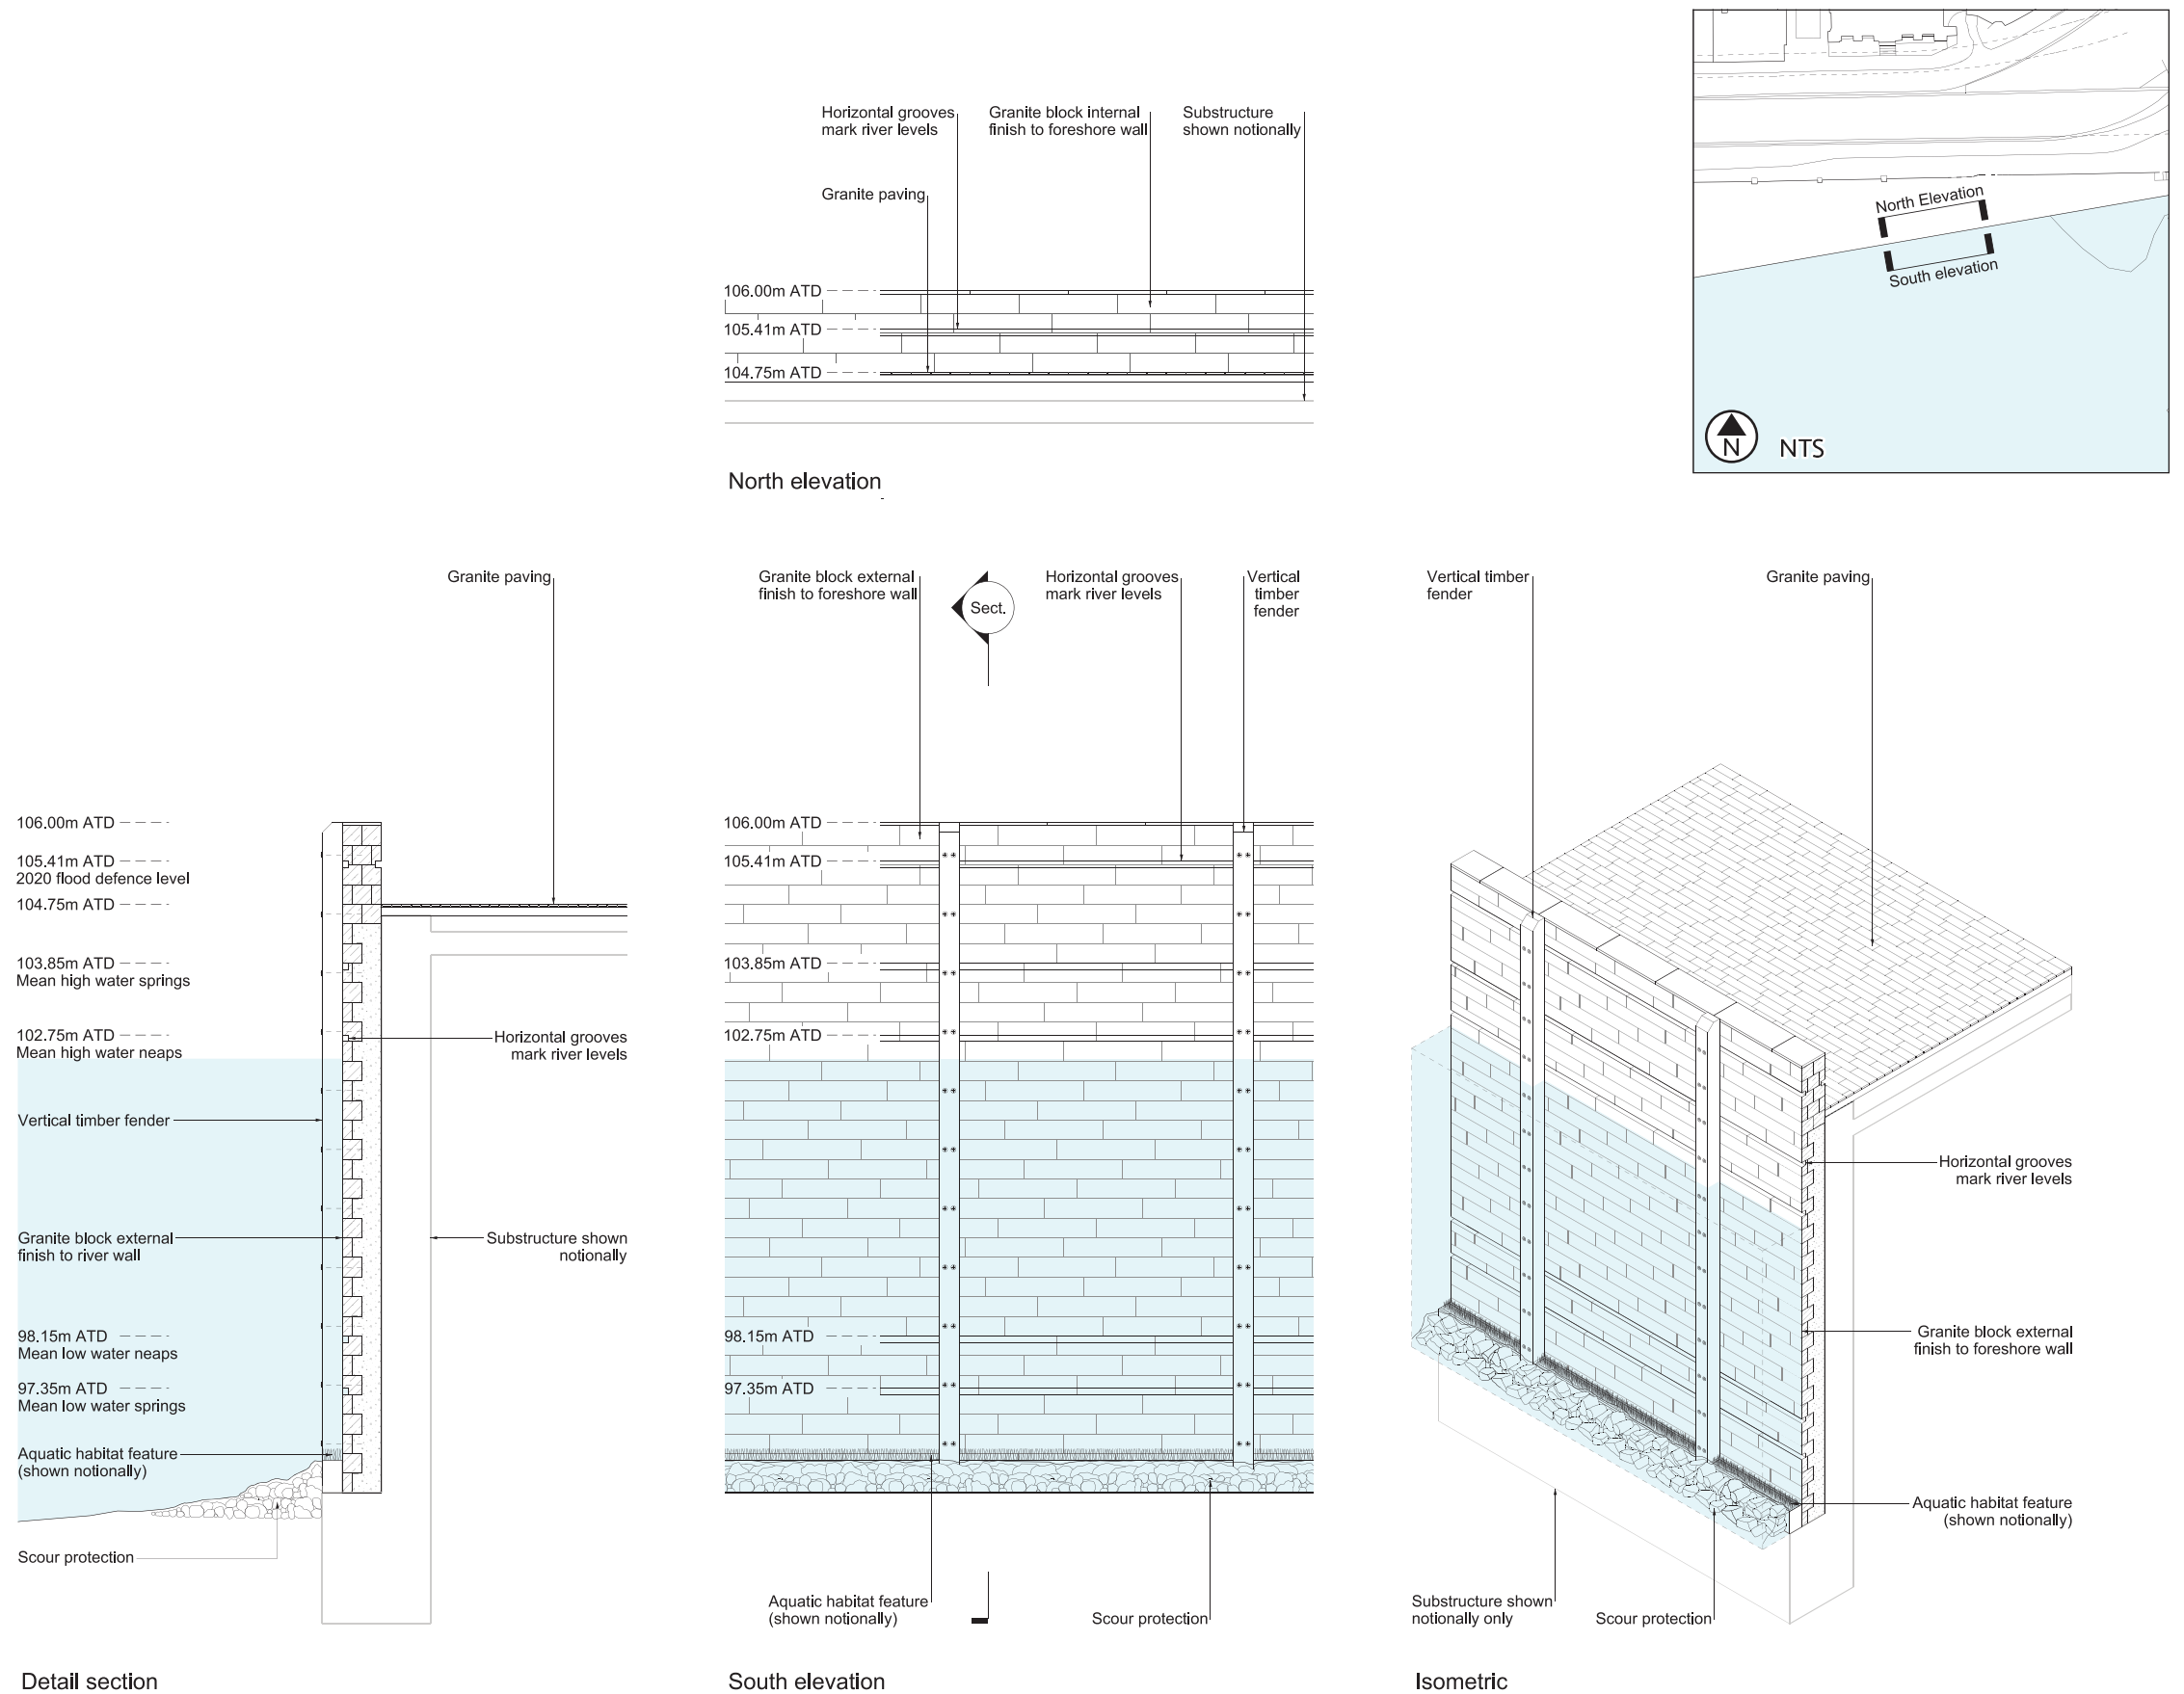 Horizontal grooves
mark river levels
Granite block internal
finish to foreshore wall
Substructure
shown notionally
Granite paving
106.00m ATD
105.41m ATD
104.75m ATD
North elevation
North Elevation
South elevation
N
NTS
Granite paving
106.00m ATD
105.41m ATD
2020 flood defence level
104.75m ATD
103.85m ATD
Mean high water springs
102.75m ATD
Mean high water neaps
Horizontal grooves
mark river levels
Vertical timber fender
Granite block external
finish to river wall
Substructure shown
notionally
98.15m ATD
Mean low water neaps
97.35m ATD
Mean low water springs
Aquatic habitat feature
(shown notionally)
Scour protection
Detail section
Granite block external
finish to foreshore wall
Sect.
Horizontal grooves
mark river levels
Vertical
timber
fender
106.00m ATD
105.41m ATD
103.85m ATD
102.75m ATD
98.15m ATD
97.35m ATD
Aquatic habitat feature
(shown notionally)
Scour protection
South elevation
Vertical timber
fender
Granite paving
Horizontal grooves
mark river levels
Granite block external
finish to foreshore wall
Aquatic habitat feature
(shown notionally)
Substructure shown
notionally only
Scour protection
Isometric